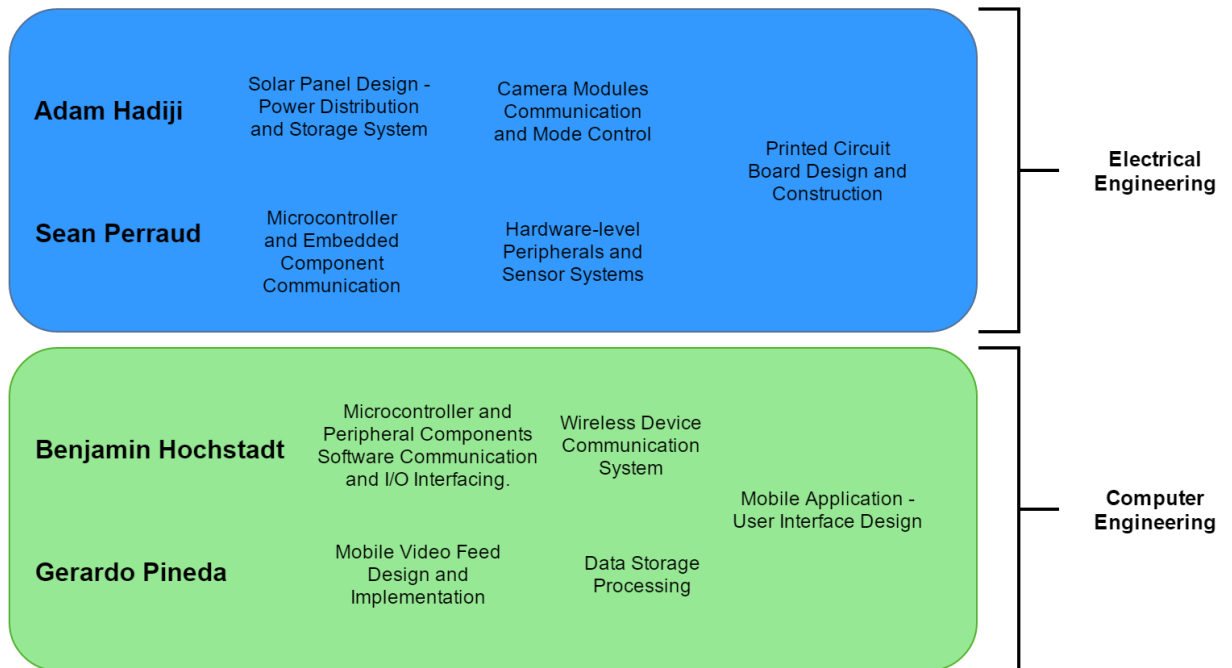 Adam Hadiji
Solar Panel Design -
Power Distribution
and Storage System
Camera Modules
Communication
and Mode Control
Sean Perraud
Microcontroller
and Embedded
Component
Communication
Hardware-level
Peripherals and
Sensor Systems
Printed Circuit
Board Design and
Construction
Electrical
Engineering
Benjamin Hochstadt
Microcontroller and
Peripheral Components
Software Communication
and I/O Interfacing.
Wireless Device
Communication
System
Gerardo Pineda
Mobile Video Feed
Design and
Implementation
Data Storage
Processing
Mobile Application -
User Interface Design
Computer
Engineering